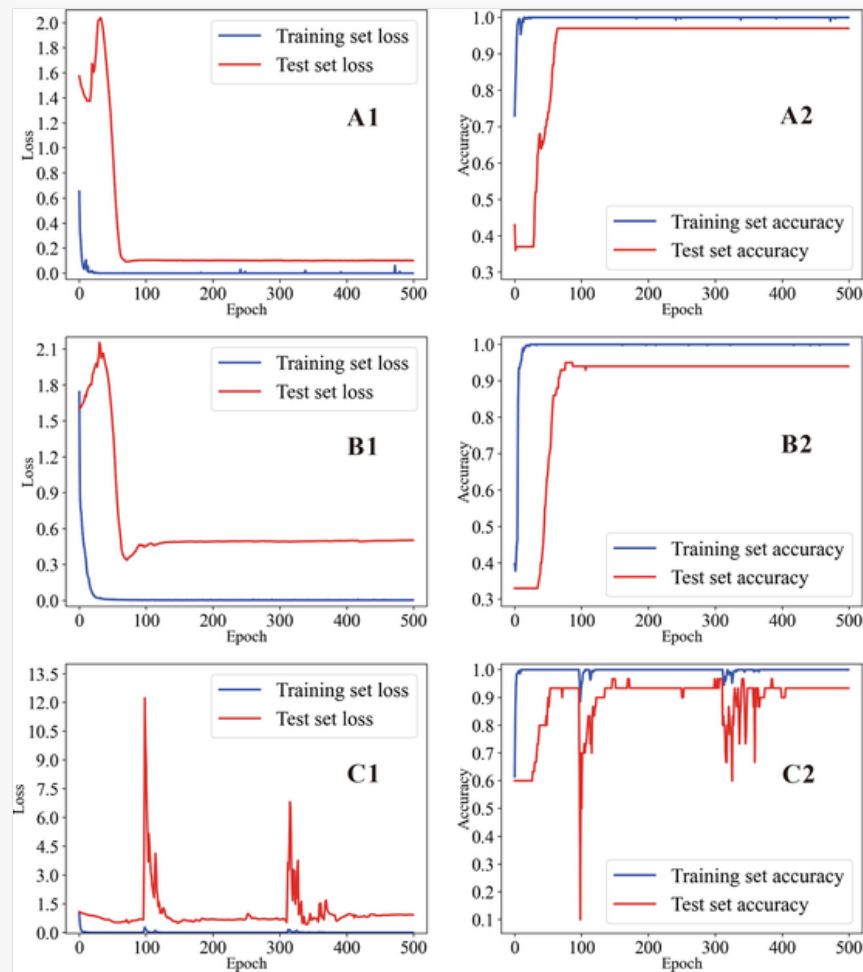 2.0
1.8
1.6
1.4
1.2
1.0
0.8
0.6
0.4
0.2
0.0
Loss
Training set loss
Test set loss
A1
0 100 200 300 400 500
Epoch
1.0
0.9
0.8
0.7
0.6
0.5
0.4
0.3
Accuracy
A2
Training set accuracy
Test set accuracy
0 100 200 300 400 500
Epoch
2.1
1.8
1.5
1.2
0.9
0.6
0.3
0.0
Loss
Training set loss
Test set loss
B1
0 100 200 300 400 500
Epoch
1.0
0.9
0.8
0.7
0.6
0.5
0.4
0.3
Accuracy
B2
Training set accuracy
Test set accuracy
0 100 200 300 400 500
Epoch
13.5
12.0
10.5
9.0
7.5
6.0
4.5
3.0
1.5
0.0
Loss
Training set loss
Test set loss
C1
0 100 200 300 400 500
Epoch
1.0
0.9
0.8
0.7
0.6
0.5
0.4
0.3
0.2
0.1
Accuracy
C2
Training set accuracy
Test set accuracy
0 100 200 300 400 500
Epoch